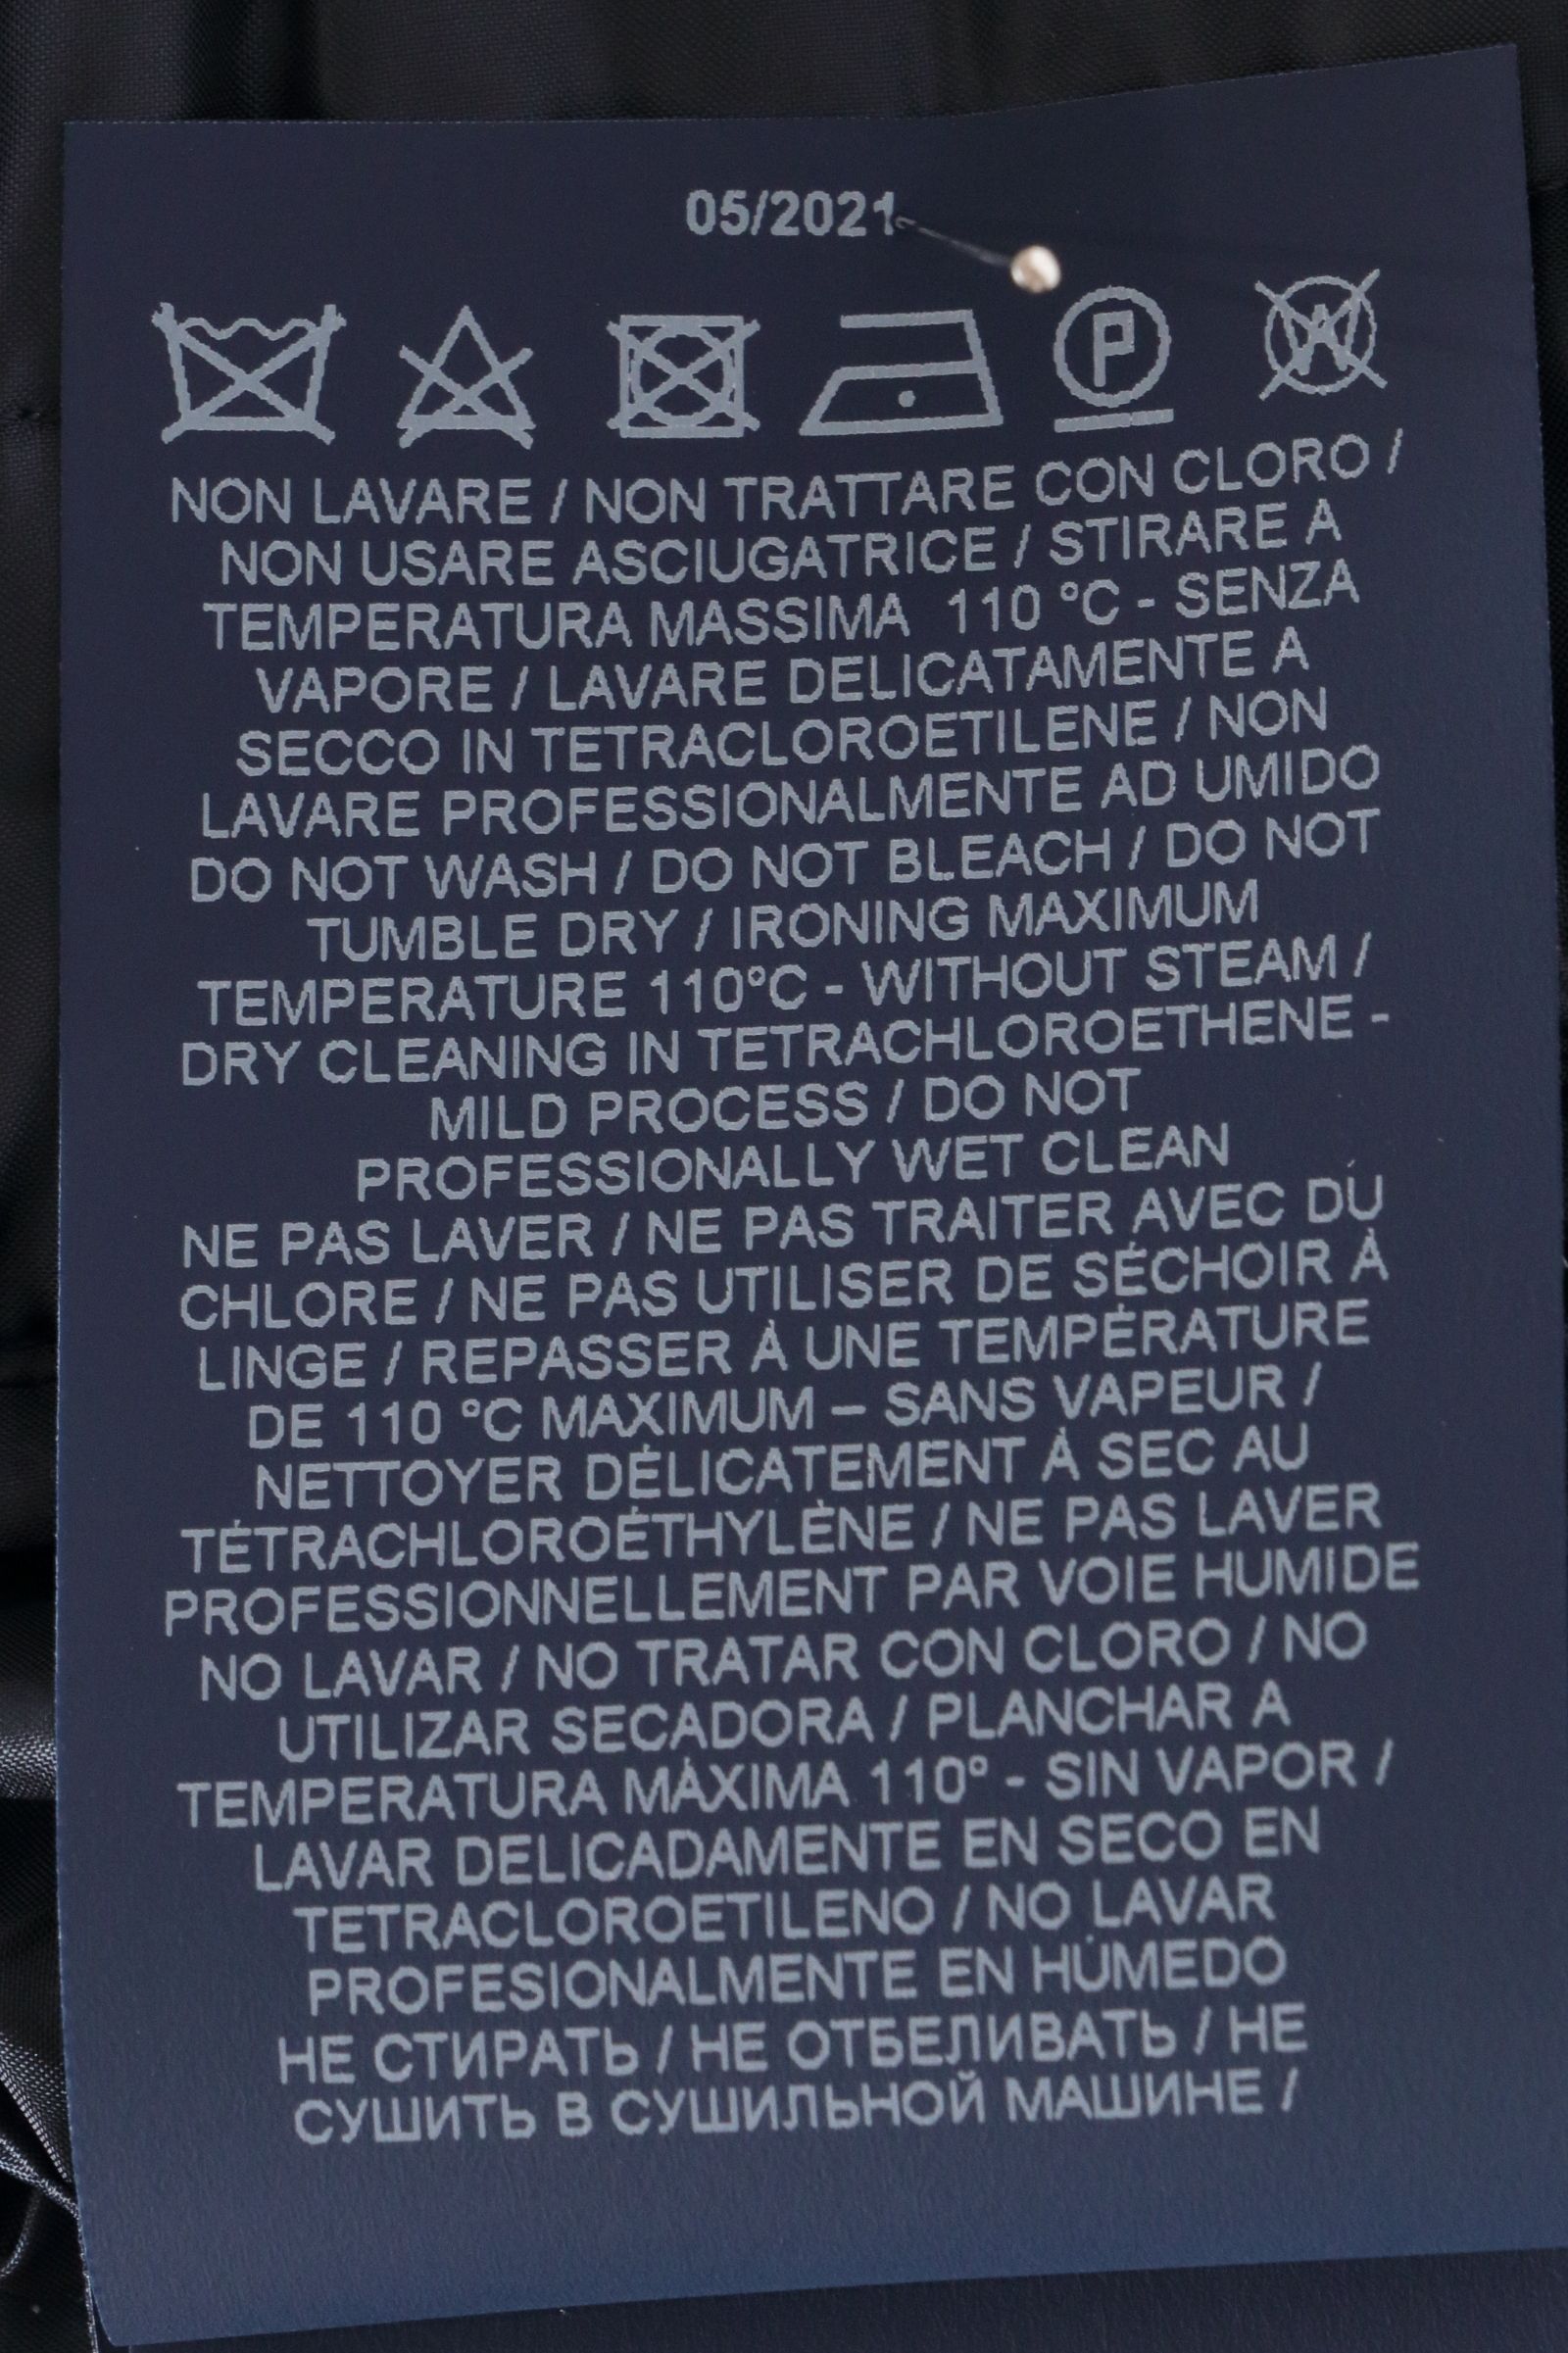 05/2021
P W
NON LAVARE / NON TRATTARE CON CLORO /
NON USARE ASCIUGATRICE / STIRARE A
TEMPERATURA MASSIMA 110 °C - SENZA
VAPORE / LAVARE DELICATAMENTE A
SECCO IN TETRACLOROETILENE / NON
LAVARE PROFESSIONALMENTE AD UMIDO
DO NOT WASH / DO NOT BLEACH / DO NOT
TUMBLE DRY / IRONING MAXIMUM
TEMPERATURE 110°C - WITHOUT STEAM /
DRY CLEANING IN TETRACHLOROETHENE -
MILD PROCESS / DO NOT
PROFESSIONALLY WET CLEAN
NE PAS LAVER / NE PAS TRAITER AVEC DÚ
CHLORE / NE PAS UTILISER DE SÉCHOIR À
LINGE / REPASSER À UNE TEMPÉRATURE
DE 110 °C MAXIMUM – SANS VAPEUR /
NETTOYER DÉLICATEMENT À SEC AU
TÉTRACHLOROÉTHYLÈNE / NE PAS LAVER
PROFESSIONNELLEMENT PAR VOIE HUMIDE
NO LAVAR / NO TRATAR CON CLORO / NO
UTILIZAR SECADORA / PLANCHAR A
TEMPERATURA MÁXIMA 110° - SIN VAPOR /
LAVAR DELICADAMENTE EN SECO EN
TETRACLOROETILENO / NO LAVAR
PROFESIONALMENTE EN HÚMEDO
НЕ СТИРАТЬ / НЕ ОТБЕЛИВАТЬ / НЕ
СУШИТЬ В СУШИЛЬНОЙ МАШИНЕ /